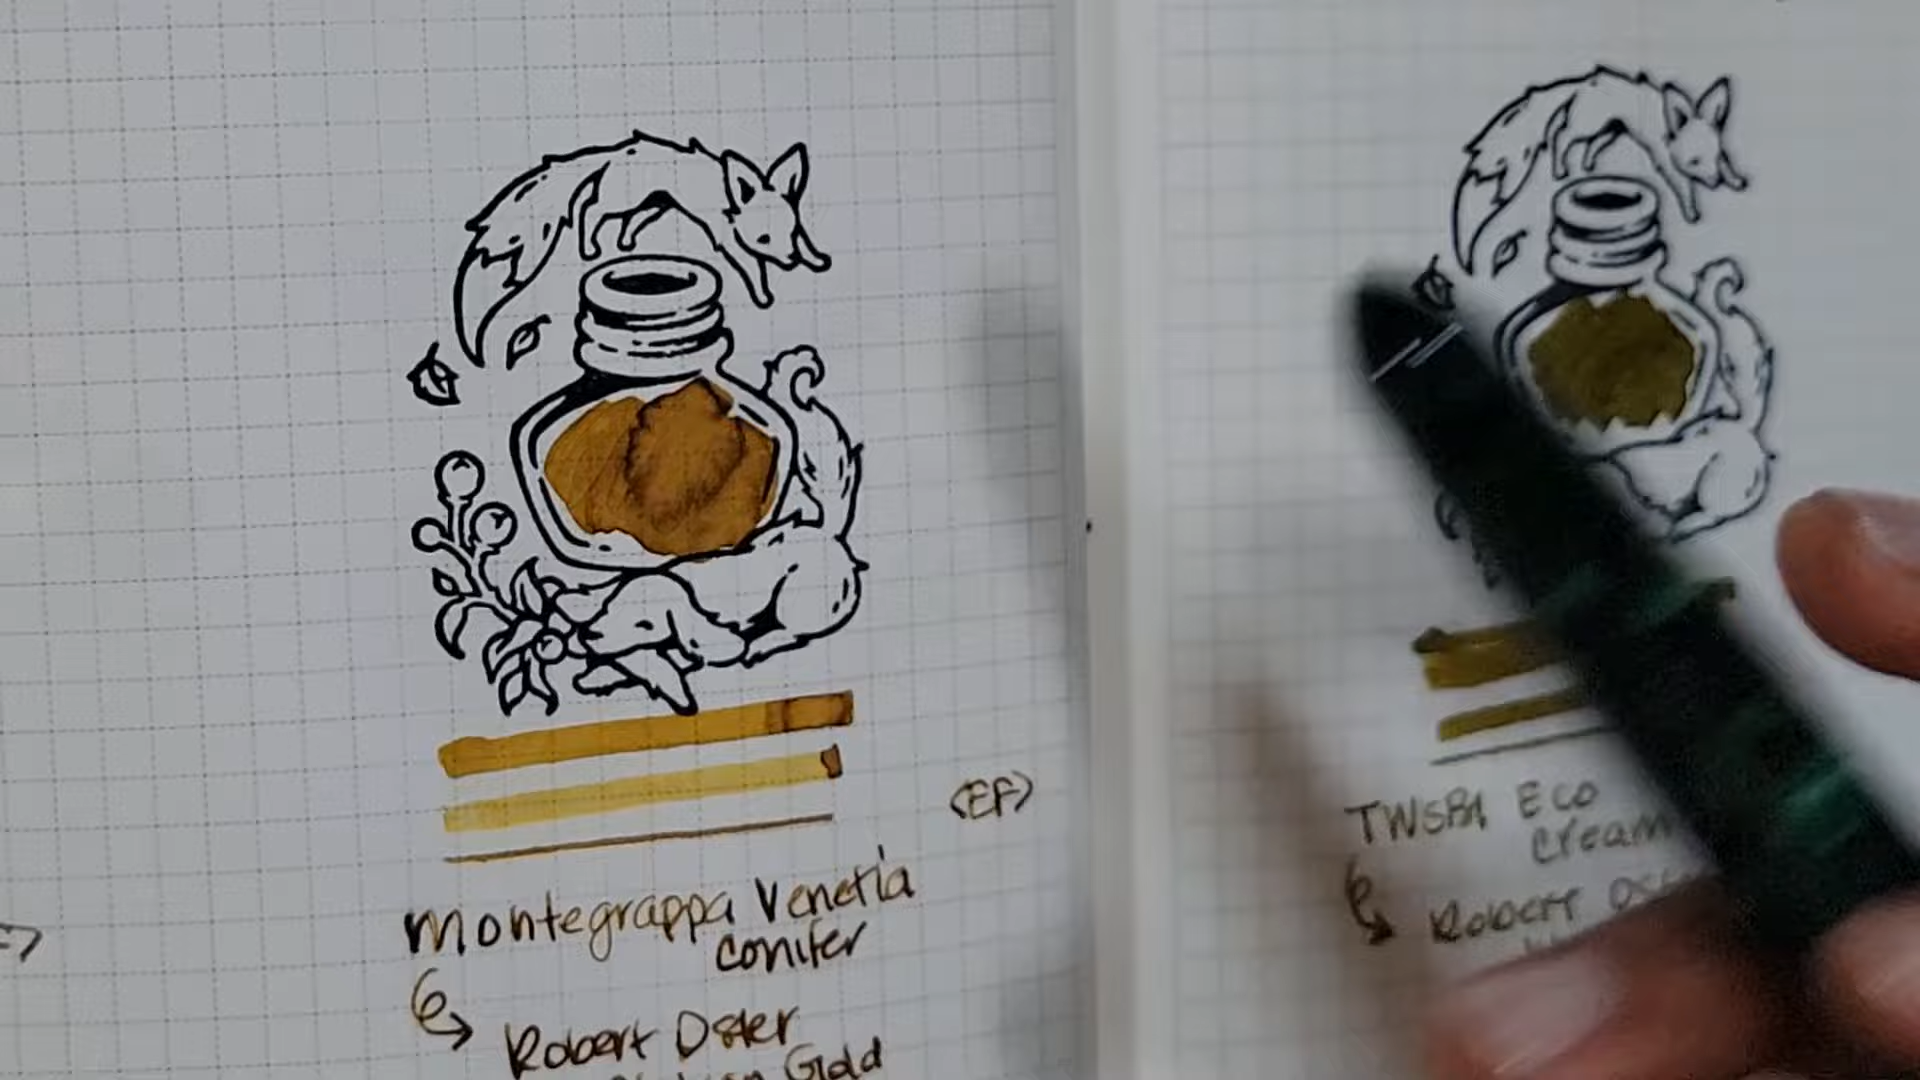 <EF>
Montegrappa Venetia
Conifer
Robert Oster
Gold
TWSBI Eco
Cream
Robert